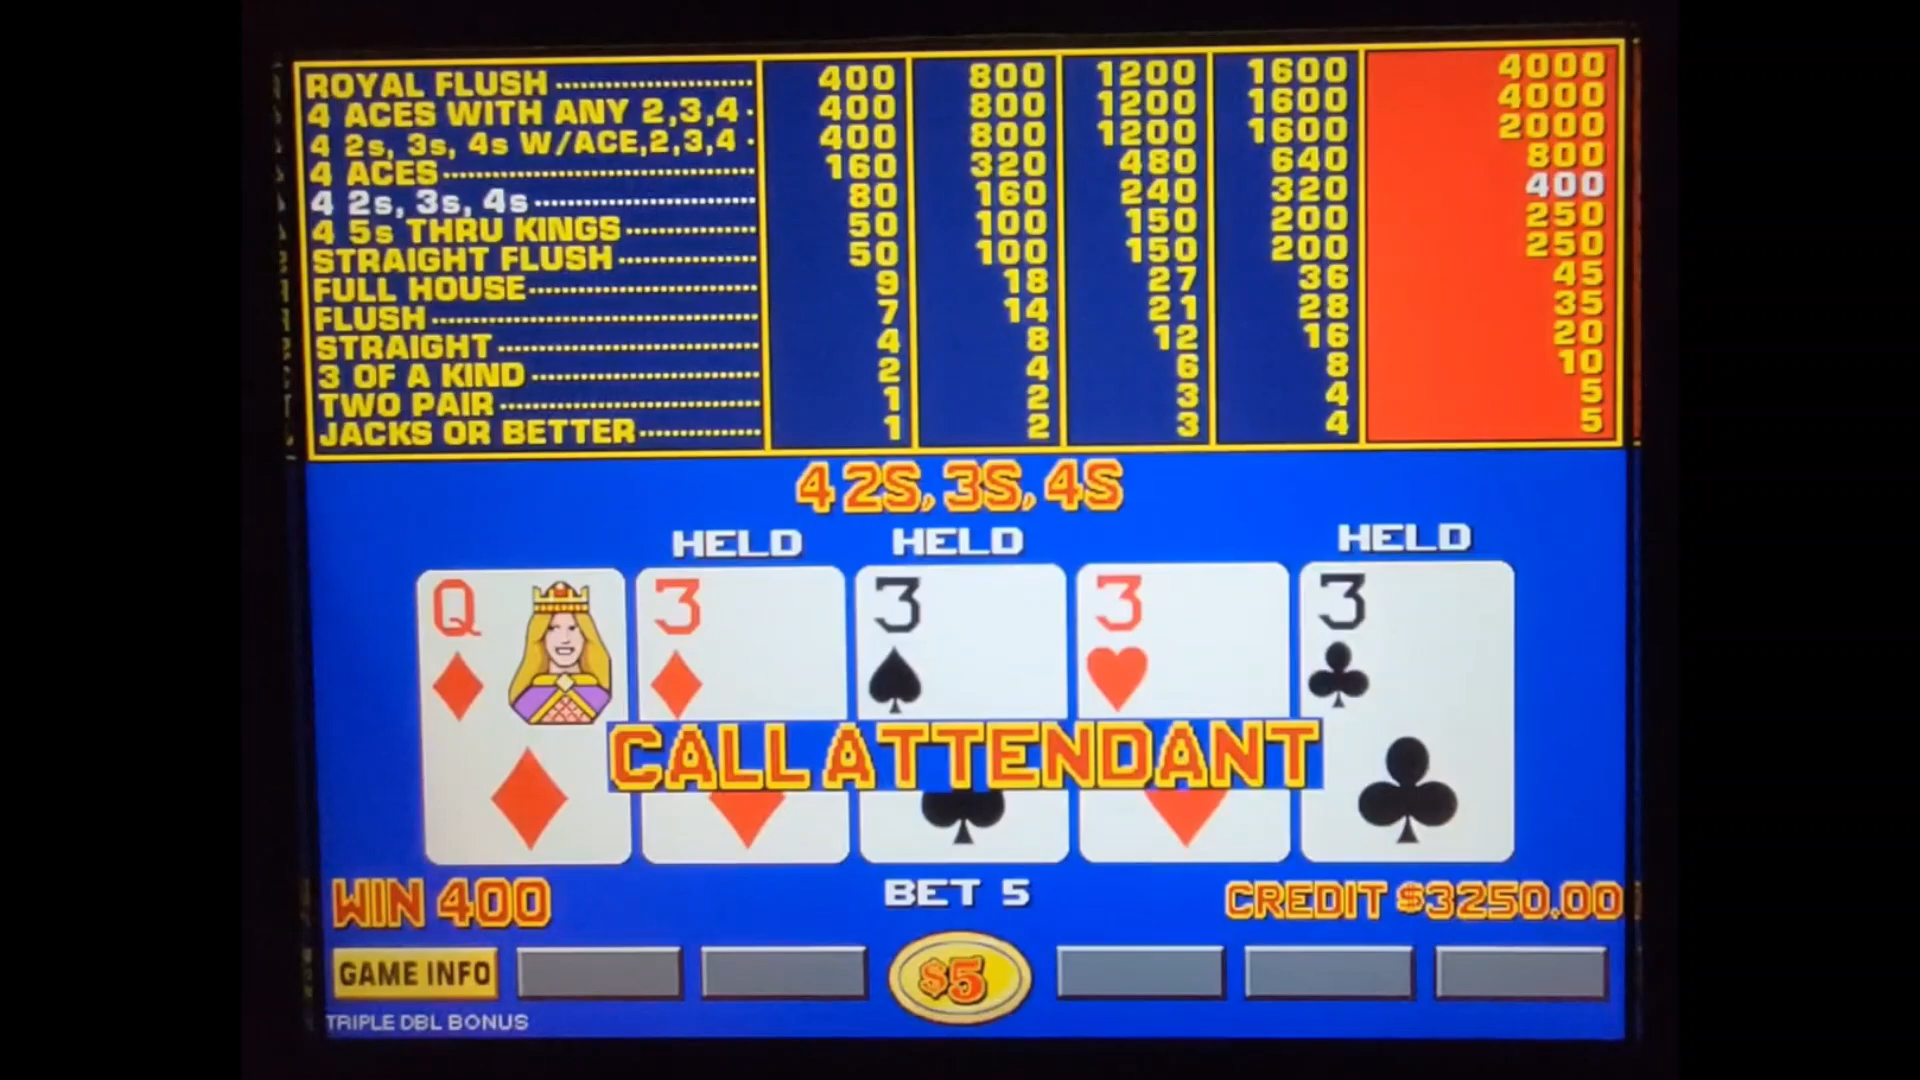 ROYAL FLUSH 400 800 1200 1600 4000
4 ACES WITH ANY 2,3,4 400 800 1200 1600 4000
4 2s, 3s, 4s W/ACE,2,3,4 400 800 1200 1600 2000
4 ACES 160 320 480 640 800
4 2s, 3s, 4s 80 160 240 320 400
4 5s THRU KINGS 50 100 150 200 250
STRAIGHT FLUSH 50 100 150 200 250
FULL HOUSE 9 18 27 36 45
FLUSH 7 14 21 28 35
STRAIGHT 4 8 12 16 20
3 OF A KIND 2 4 6 8 10
TWO PAIR 1 2 3 4 5
JACKS OR BETTER 1 2 3 4 5
4 2S, 3S, 4S
HELD HELD HELD
Q 3 3 3 3
CALL ATTENDANT
WIN 400 BET 5 CREDIT $3250.00
GAME INFO $5
TRIPLE DBL BONUS